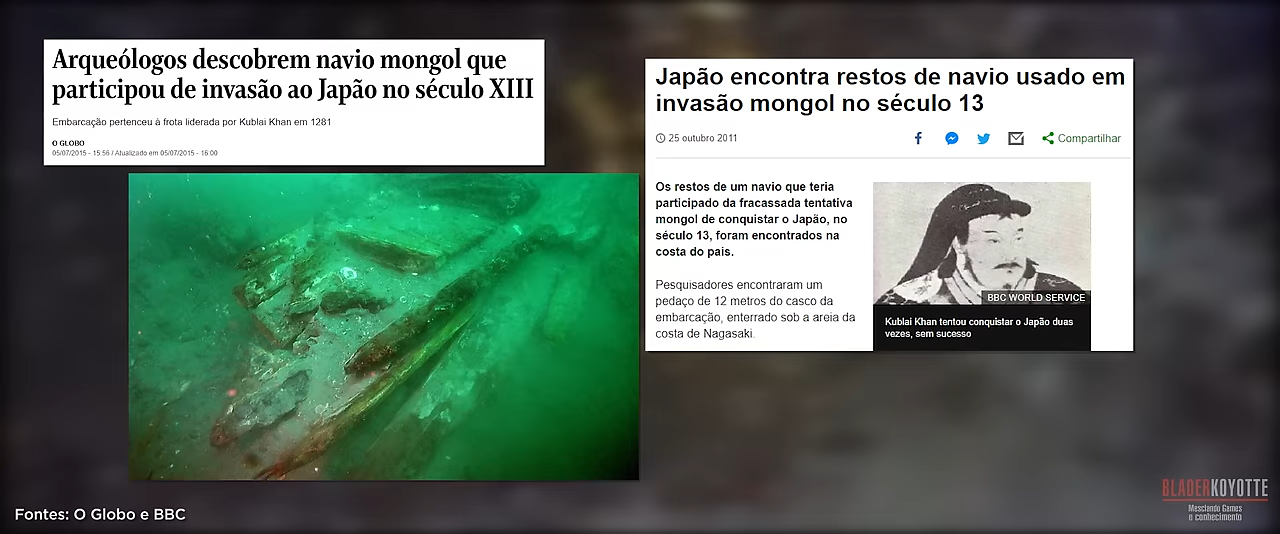 Arqueólogos descobrem navio mongol que
participou de invasão ao Japão no século XIII
Embarcação pertenceu à frota liderada por Kublai Khan em 1281
O GLOBO
05/07/2015 - 15:56 / Atualizado em 05/07/2015 - 16:00
Japão encontra restos de navio usado em
invasão mongol no século 13
25 outubro 2011
Compartilhar
Os restos de um navio que teria
participado da fracassada tentativa
mongol de conquistar o Japão, no
século 13, foram encontrados na
costa do país.
Pesquisadores encontraram um
pedaço de 12 metros do casco da
embarcação, enterrado sob a areia da
costa de Nagasaki.
BBC WORLD SERVICE
Kublai Khan tentou conquistar o Japão duas
vezes, sem sucesso
Fontes: O Globo e BBC
BLADERKOYOTTE
Mesclando Games
e conhecimento